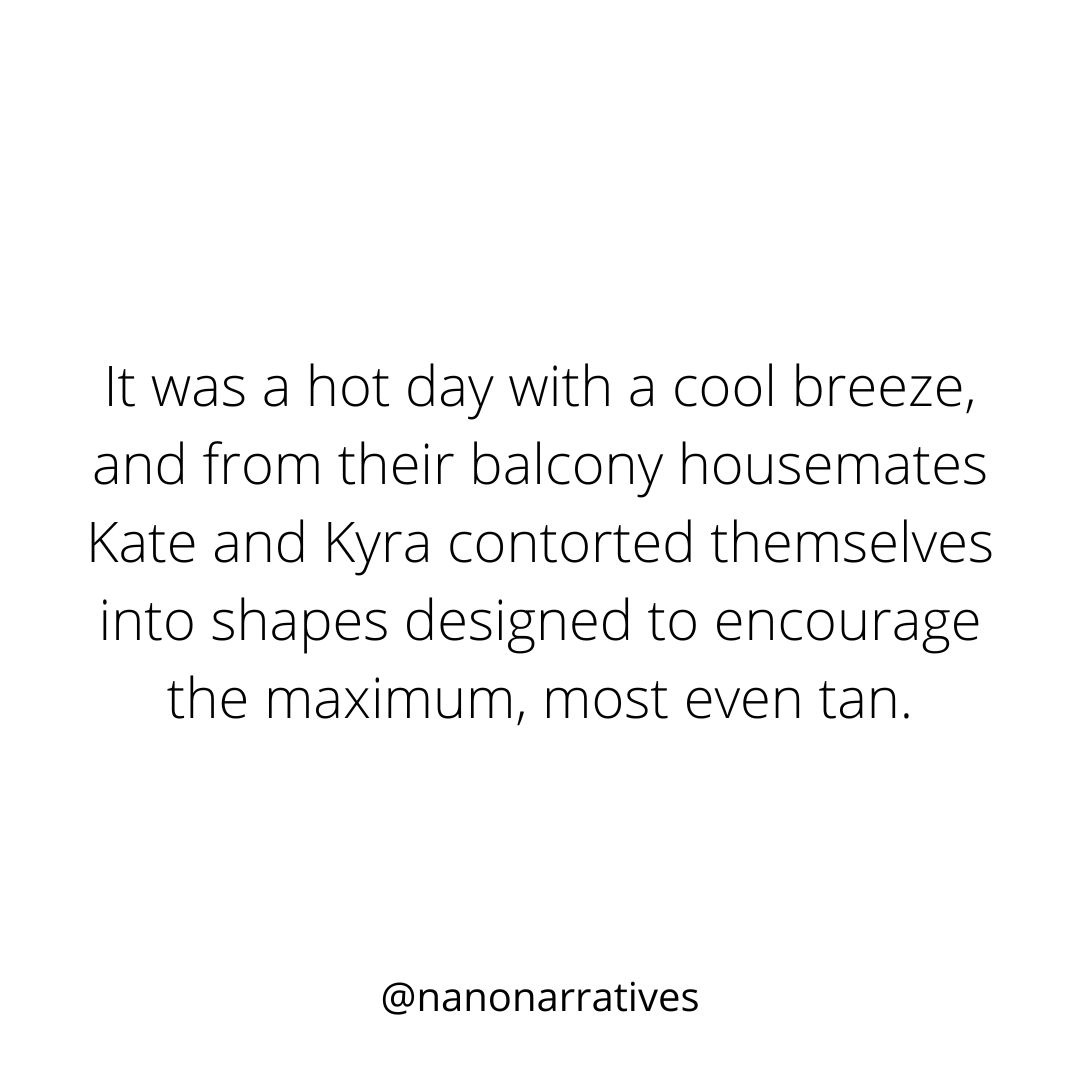 It was a hot day with a cool breeze,
and from their balcony housemates
Kate and Kyra contorted themselves
into shapes designed to encourage
the maximum, most even tan.
@nanonarratives